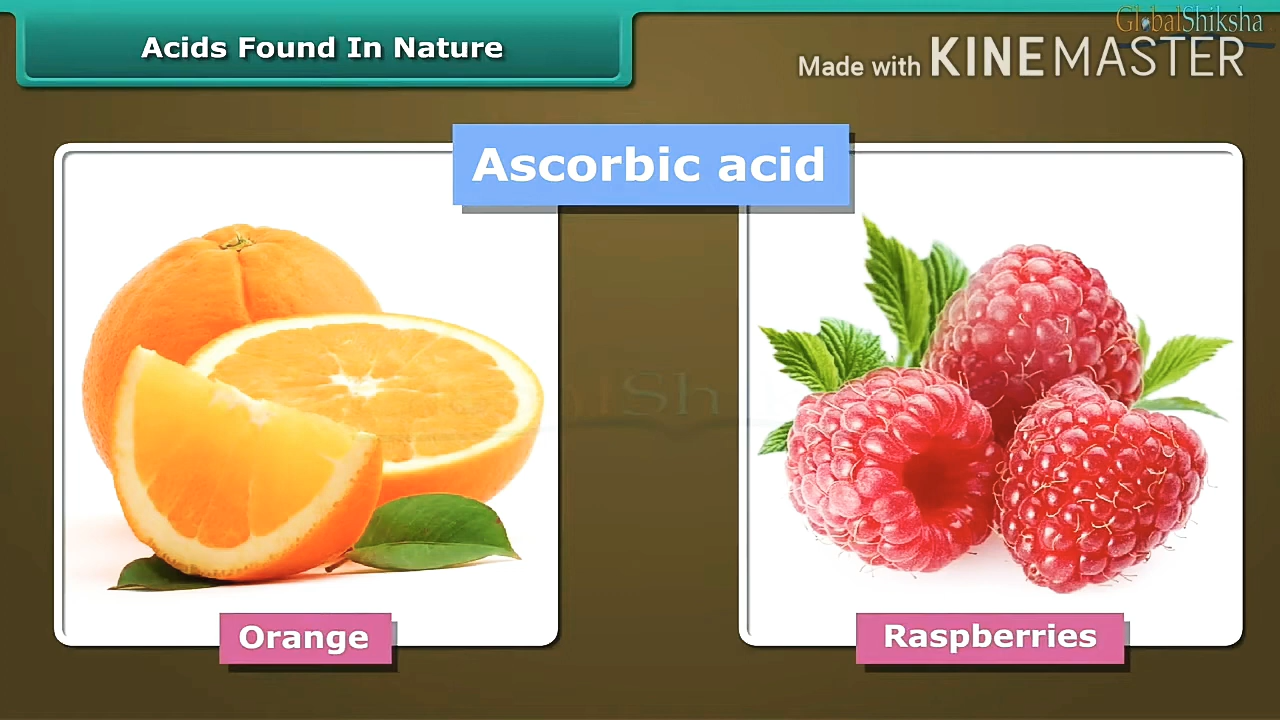 Acids Found In Nature
GlobalShiksha
Made with KINEMASTER
Ascorbic acid
Orange
Raspberries